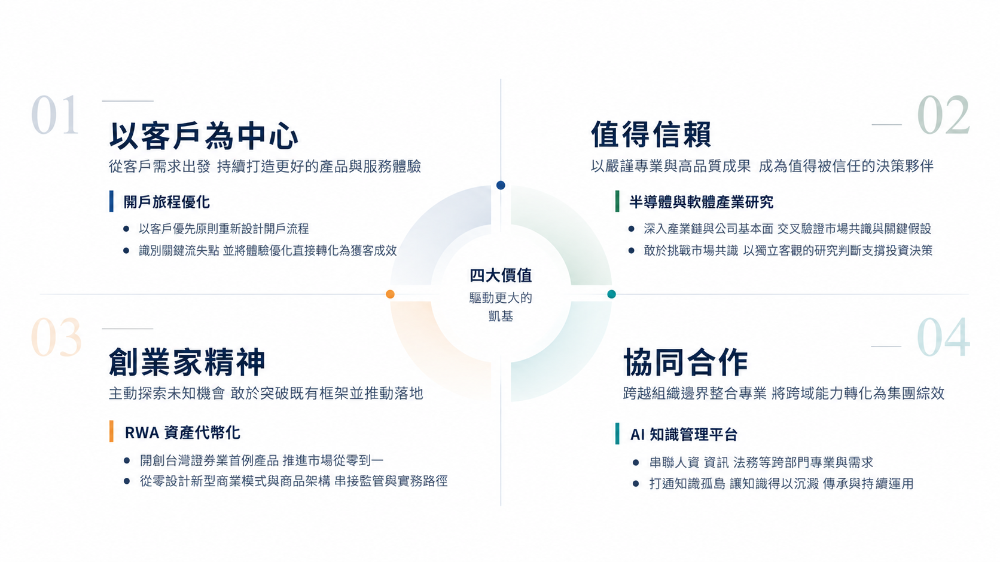 01
以客戶為中心
從客戶需求出發 持續打造更好的產品與服務體驗
開戶旅程優化
● 以客戶優先原則重新設計開戶流程
● 識別關鍵流失點 並將體驗優化直接轉化為獲客成效
02
值得信賴
以嚴謹專業與高品質成果 成為值得被信任的決策夥伴
半導體與軟體產業研究
● 深入產業鏈與公司基本面 交叉驗證市場共識與關鍵假設
● 敢於挑戰市場共識 以獨立客觀的研究判斷支撐投資決策
四大價值
驅動更大的
凱基
03
創業家精神
主動探索未知機會 敢於突破既有框架並推動落地
RWA 資產代幣化
● 開創台灣證券業首例產品 推進市場從零到一
● 從零設計新型商業模式與商品架構 串接監管與實務路徑
04
協同合作
跨越組織邊界整合專業 將跨域能力轉化為集團綜效
AI 知識管理平台
● 串聯人資 資訊 法務等跨部門專業與需求
● 打通知識孤島 讓知識得以沉澱 傳承與持續運用